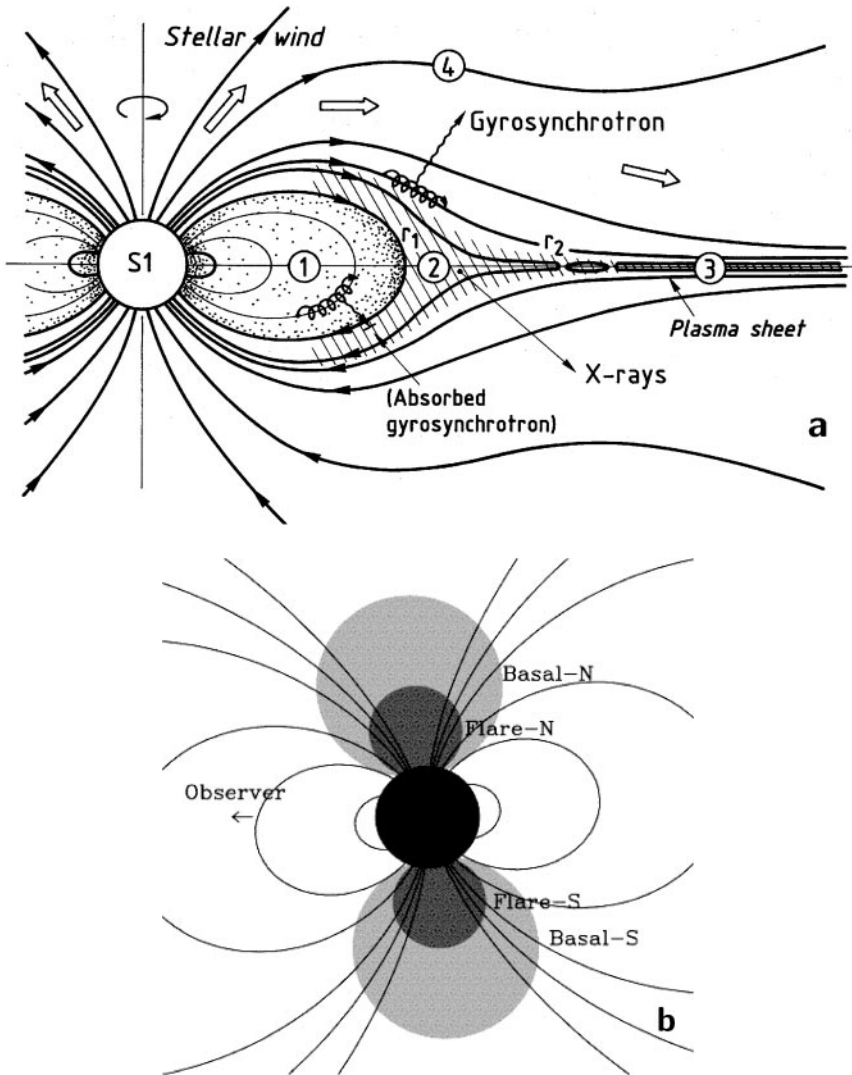 Stellar wind
4
Gyrosynchrotron
r1
r2
S1
1
2
3
Plasma sheet
X-rays
(Absorbed
gyrosynchrotron)
a
Basal-N
Flare-N
Observer
←
Flare-S
Basal-S
b